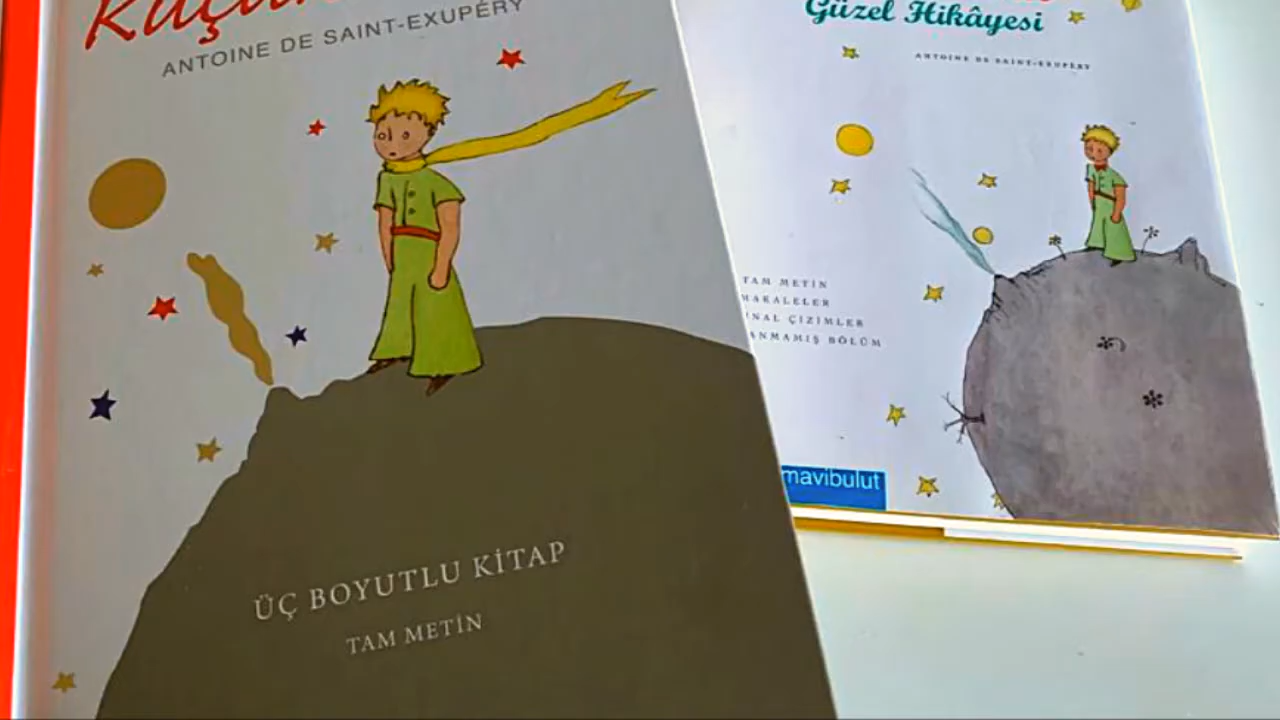 ANTOINE DE SAINT-EXUPÉRY
ÜÇ BOYUTLU KİTAP
TAM METİN
Güzel Hikâyesi
ANTOINE DE SAINT-EXUPÉRY
TAM METİN
MAKALELER
ÇİZİMLER
BÖLÜM
mavibulut